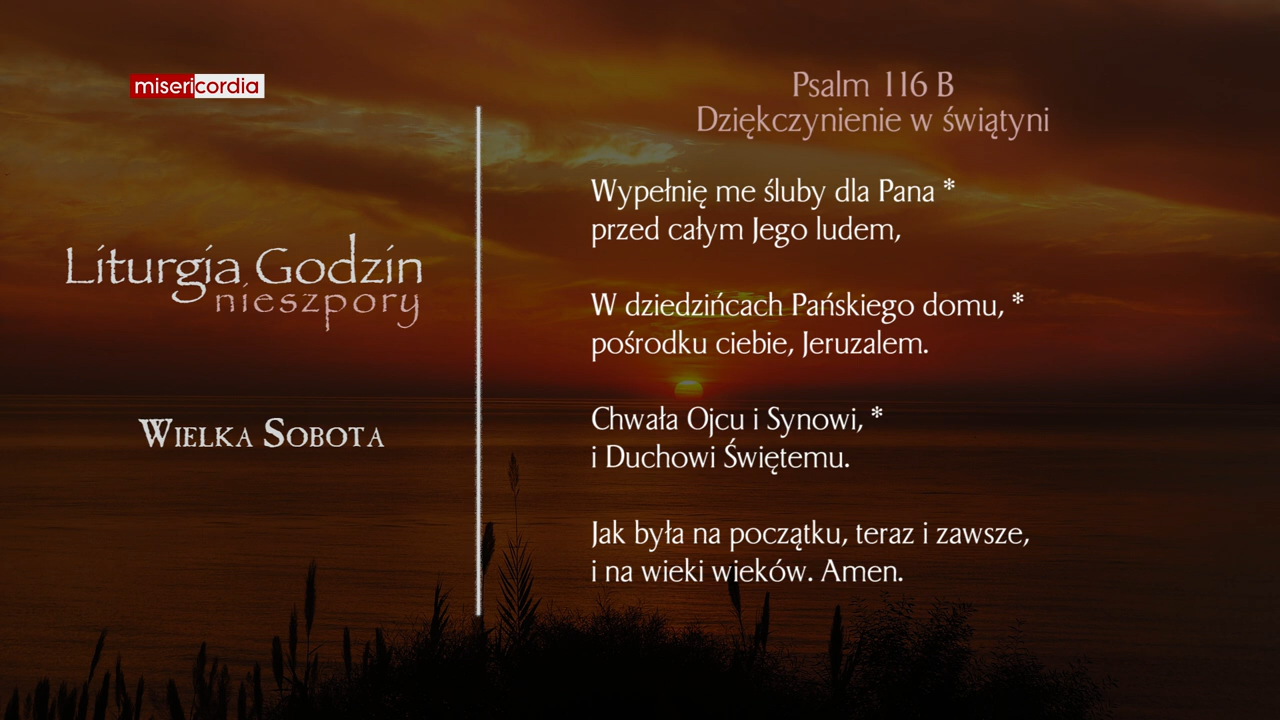 misericordia
Liturgia Godzin
nieszpory
Wielka Sobota
Psalm 116 B
Dziękczynienie w świątyni
Wypełnię me śluby dla Pana *
przed całym Jego ludem,
W dziedzińcach Pańskiego domu, *
pośrodku ciebie, Jeruzalem.
Chwała Ojcu i Synowi, *
i Duchowi Świętemu.
Jak była na początku, teraz i zawsze,
i na wieki wieków. Amen.